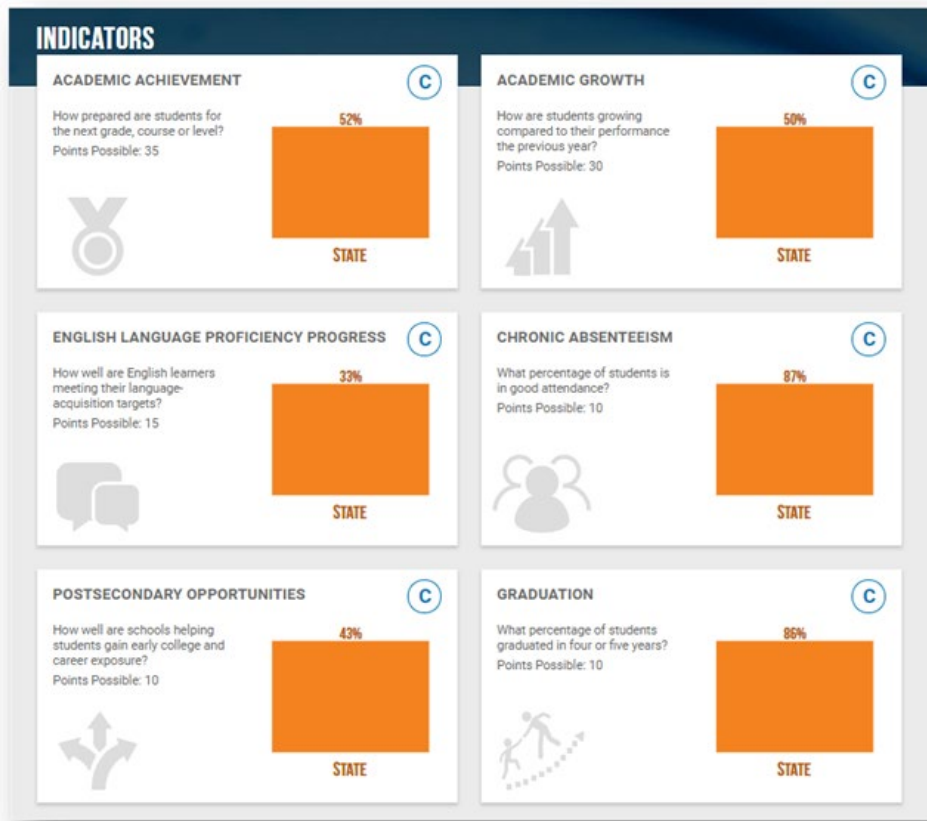 INDICATORS
ACADEMIC ACHIEVEMENT
C
How prepared are students for
the next grade, course or level?
Points Possible: 35
52%
STATE
ACADEMIC GROWTH
C
How are students growing
compared to their performance
the previous year?
Points Possible: 30
50%
STATE
ENGLISH LANGUAGE PROFICIENCY PROGRESS
C
How well are English learners
meeting their language-
acquisition targets?
Points Possible: 15
33%
STATE
CHRONIC ABSENTEEISM
C
What percentage of students is
in good attendance?
Points Possible: 10
87%
STATE
POSTSECONDARY OPPORTUNITIES
C
How well are schools helping
students gain early college and
career exposure?
Points Possible: 10
43%
STATE
GRADUATION
C
What percentage of students
graduated in four or five years?
Points Possible: 10
86%
STATE